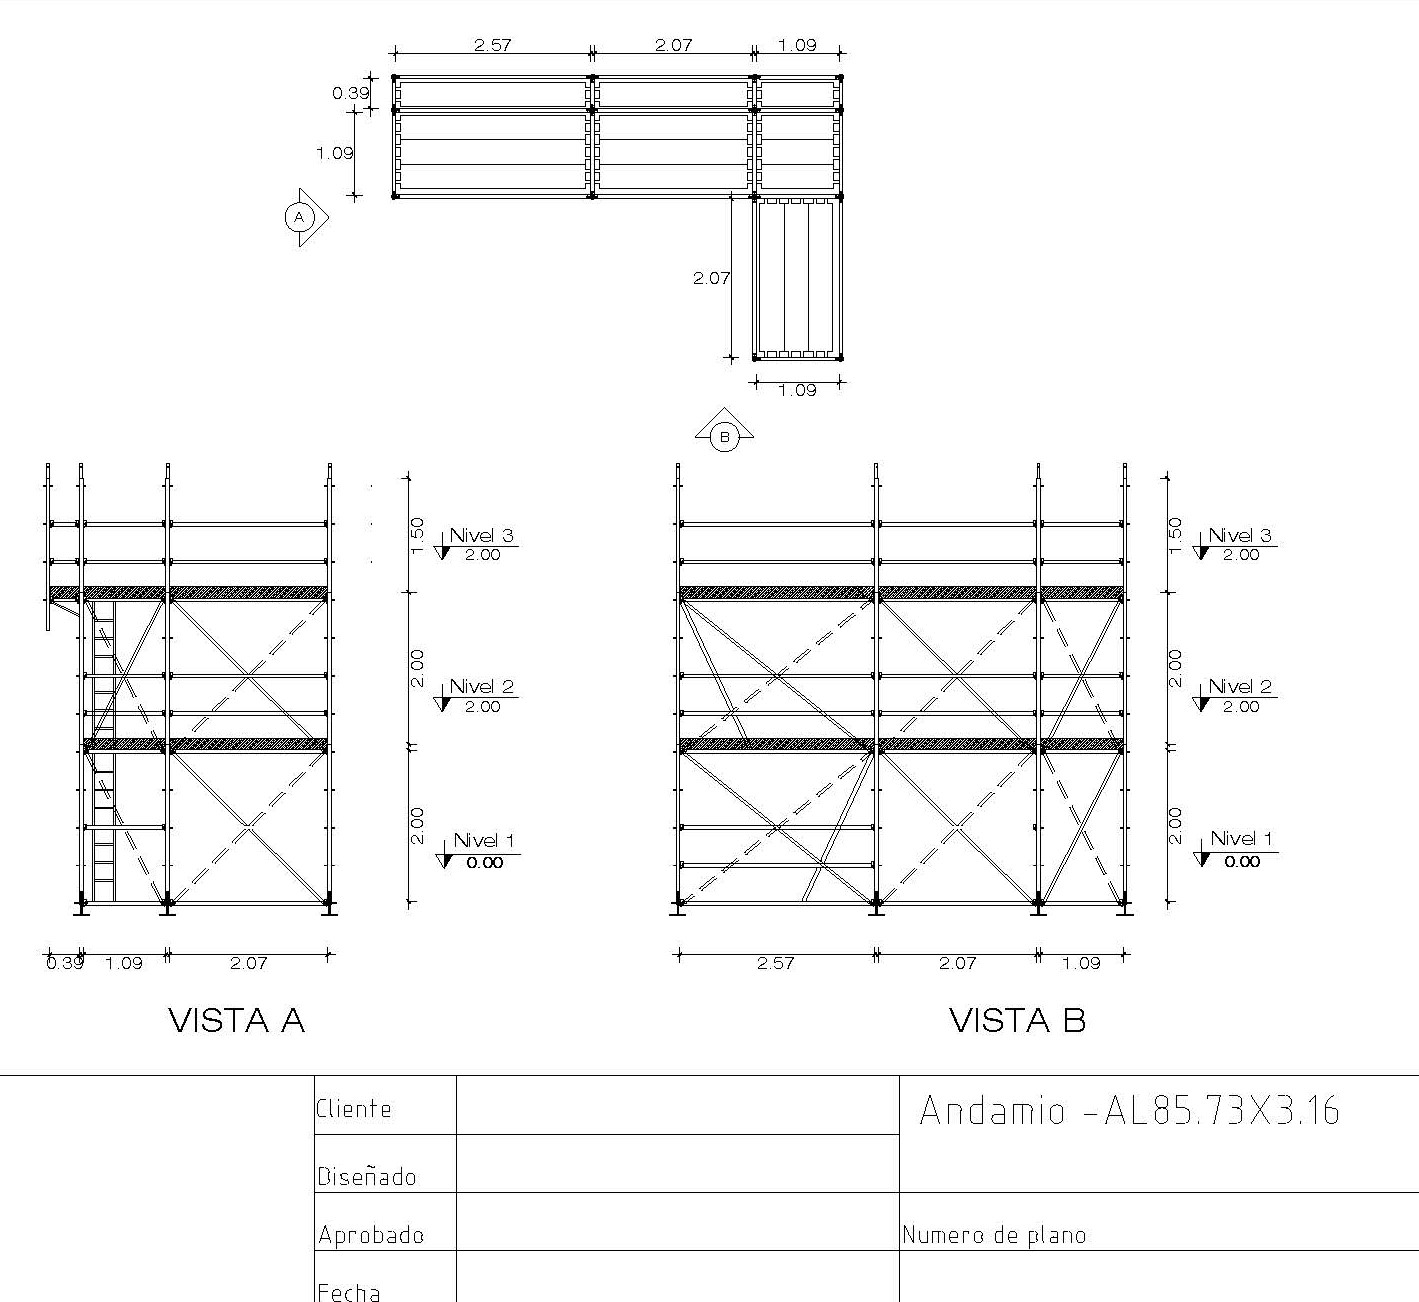 2.57 2.07 1.09
0.39
1.09
A
2.07
1.09
B
1.50
Nivel 3
2.00
2.00
Nivel 2
2.00
2.00
Nivel 1
0.00
0.39 1.09 2.07
VISTA A
1.50
Nivel 3
2.00
2.00
Nivel 2
2.00
2.00
Nivel 1
0.00
2.57 2.07 1.09
VISTA B
Cliente
Andamio -AL85.73X3.16
Diseñado
Aprobado
Numero de plano
Fecha